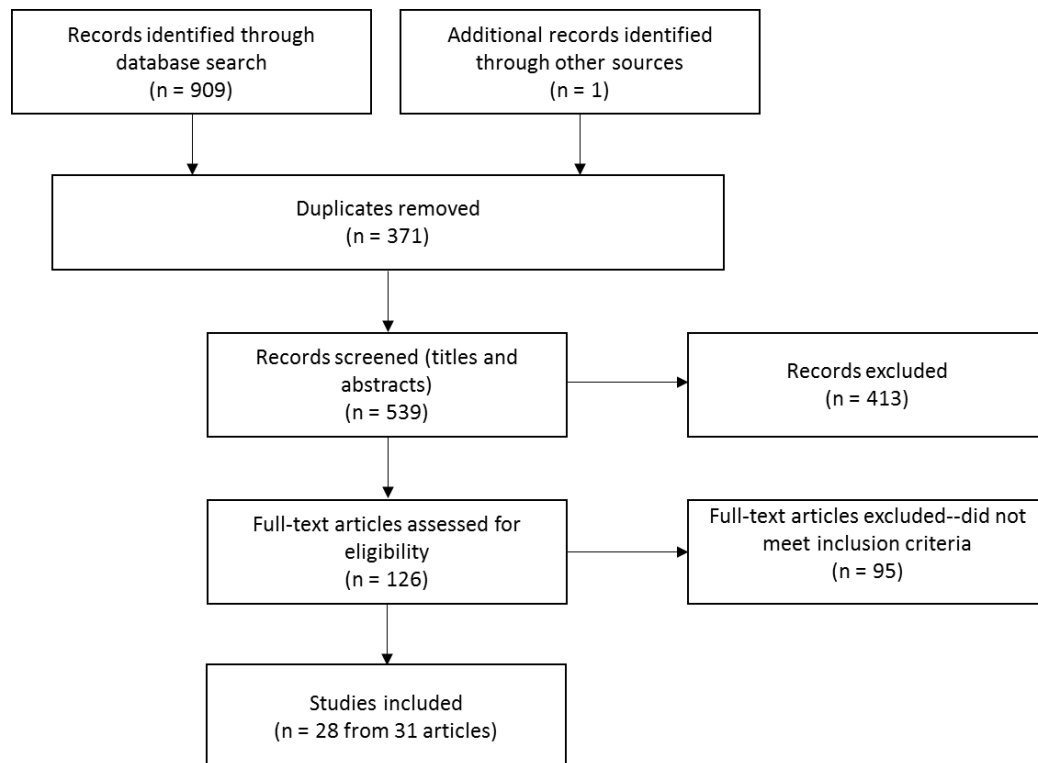 Records identified through
database search
(n = 909)
Additional records identified
through other sources
(n = 1)
Duplicates removed
(n = 371)
Records screened (titles and
abstracts)
(n = 539)
Records excluded
(n = 413)
Full-text articles assessed for
eligibility
(n = 126)
Full-text articles excluded--did not
meet inclusion criteria
(n = 95)
Studies included
(n = 28 from 31 articles)